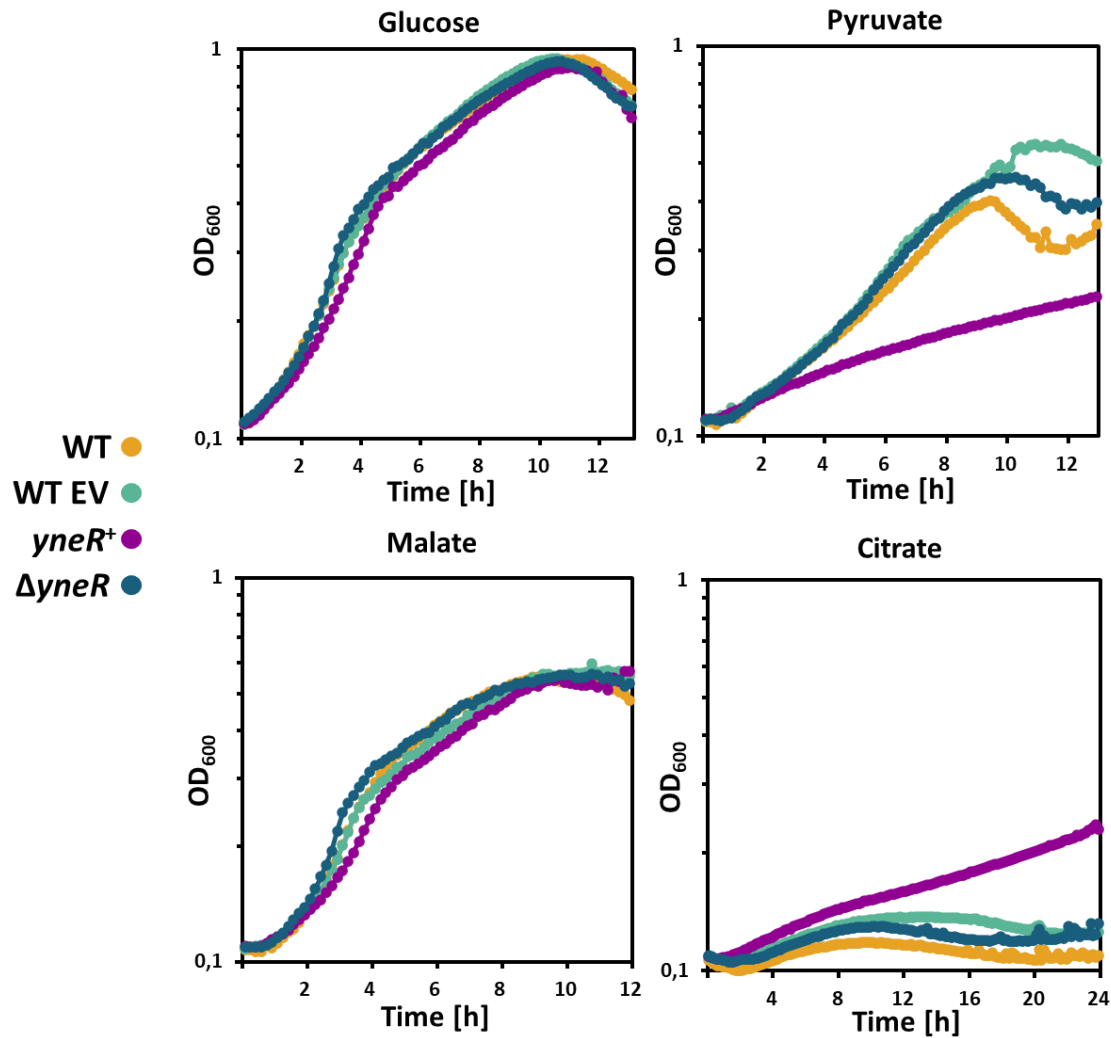 Glucose
1
OD600
0,1
2 4 6 8 10 12
Time [h]
Pyruvate
1
OD600
0,1
2 4 6 8 10 12
Time [h]
WT
WT EV
yneR+
ΔyneR
Malate
1
OD600
0,1
2 4 6 8 10 12
Time [h]
Citrate
1
OD600
0,1
4 8 12 16 20 24
Time [h]